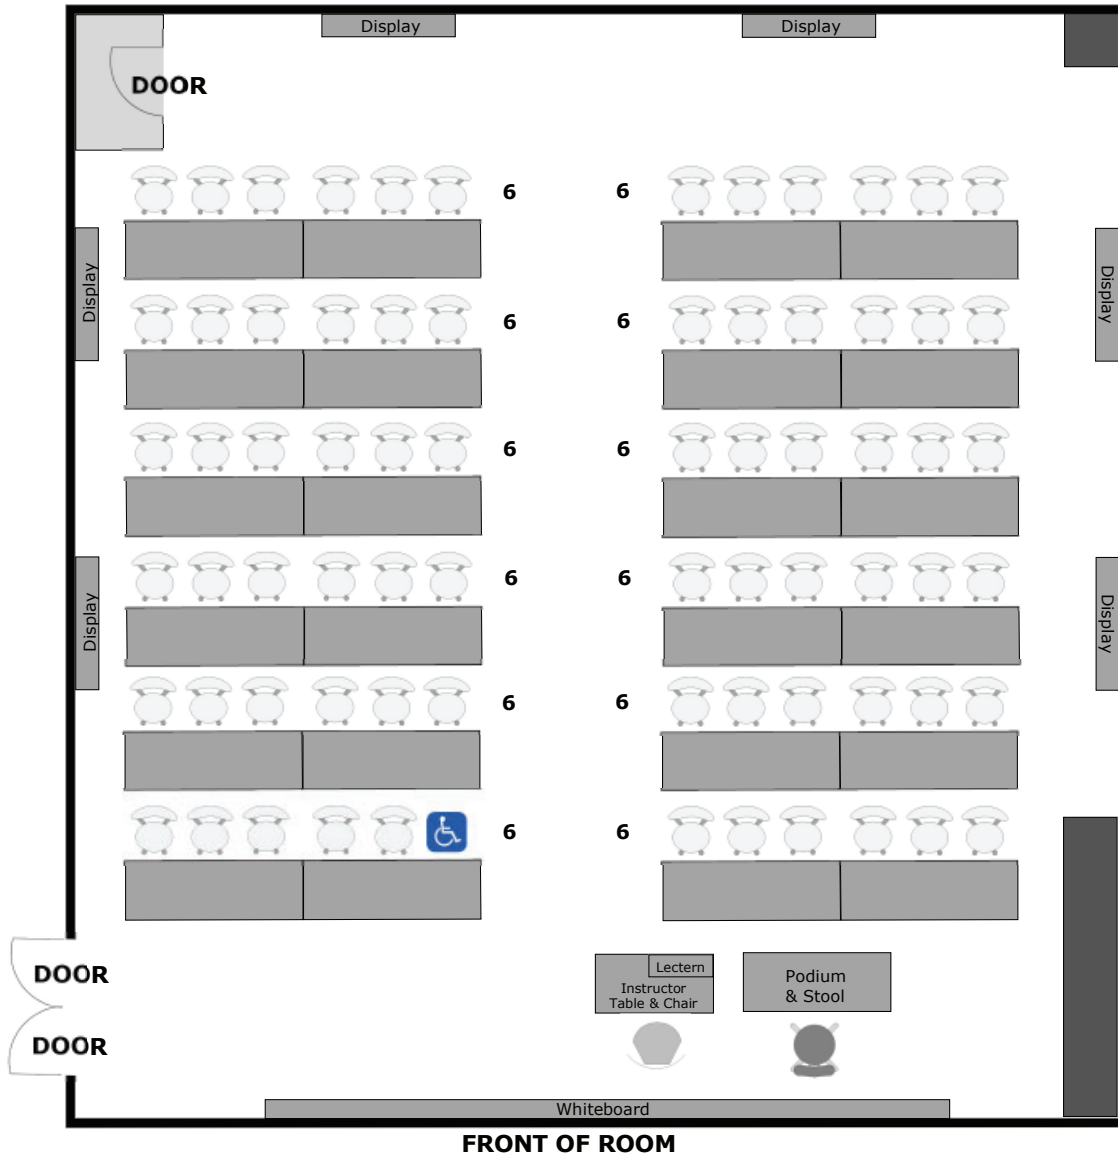 Display
Display
DOOR
6
6
Display
Display
6
6
6
6
6
6
Display
Display
6
6
6
6
DOOR
Lectern
Instructor
Table & Chair
Podium
& Stool
DOOR
Whiteboard
FRONT OF ROOM